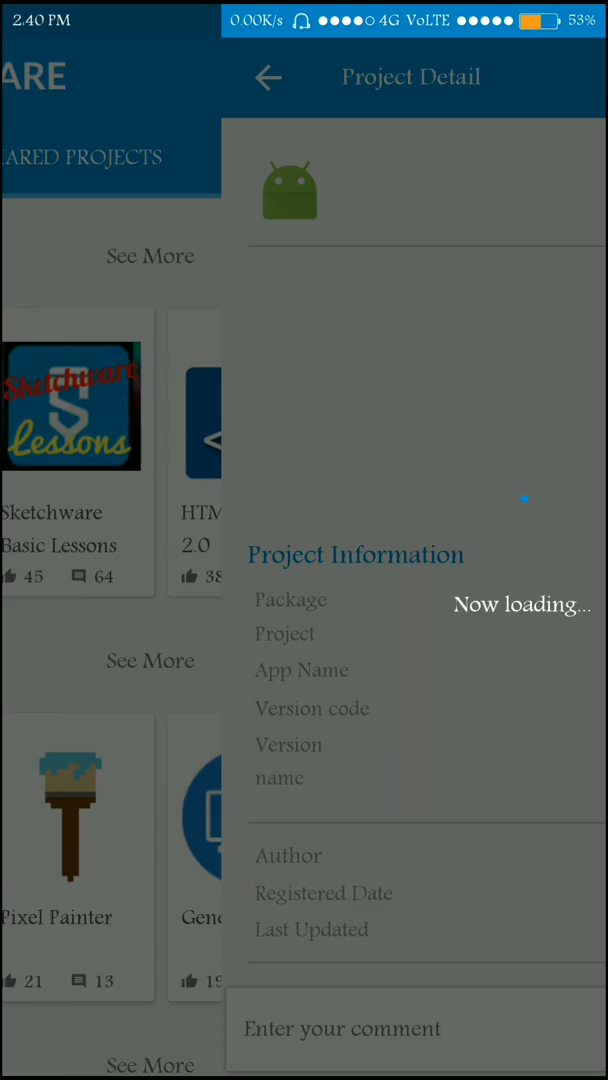 2.40 PM
0.00K/s 4G VoLTE 53%
ARE
Project Detail
ARED PROJECTS
See More
Sketchware
Lessons
Sketchware
Basic Lessons
45 64
HTM
2.0
38
Project Information
Package
Project
App Name
Version code
Version
name
Now loading...
See More
Pixel Painter
21 13
Gene
19
Author
Registered Date
Last Updated
Enter your comment
See More